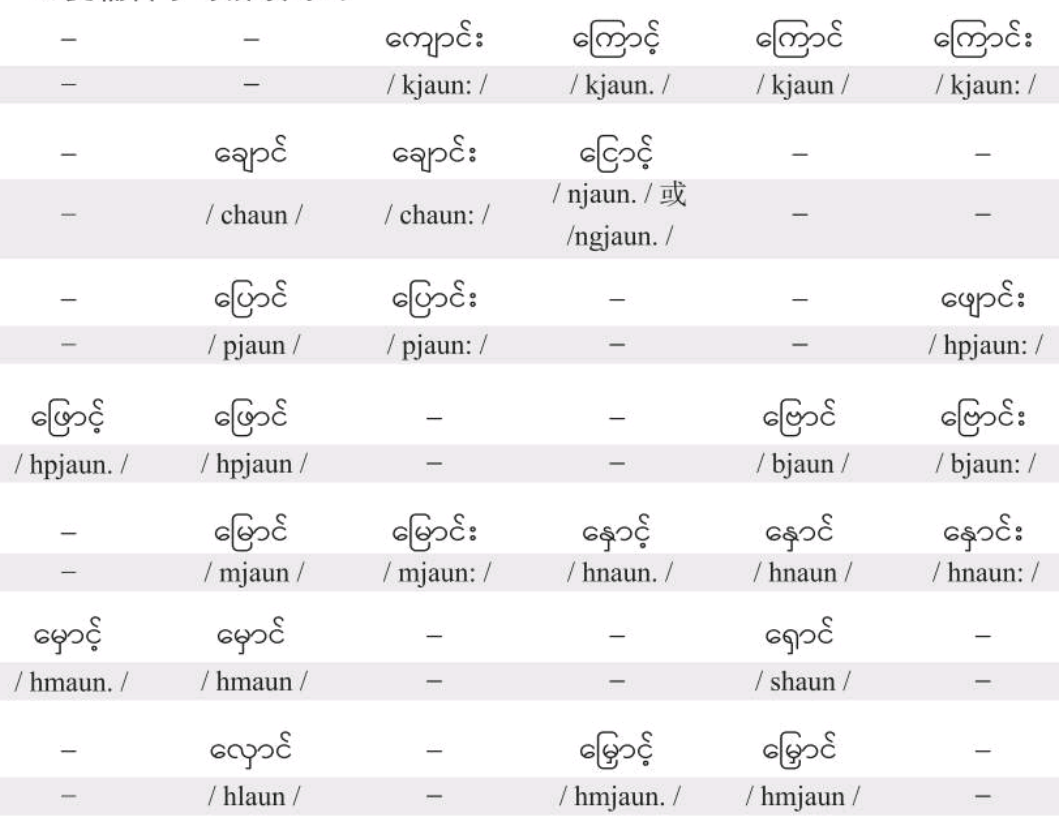 – – ကျောင်း ကြောင့် ကြောင် ကြောင်း
– – / kjaun: / / kjaun. / / kjaun / / kjaun: /
– ချောင် ချောင်း ငြောင့် – –
– / chaun / / chaun: / / njaun. / 或 /ngjaun. / – –
– ပြောင် ပြောင်း – – ဖျောင်း
– / pjaun / / pjaun: / – – / hpjaun: /
ဖြောင့် ဖြောင် – – ဗြောင် ဗြောင်း
/ hpjaun. / / hpjaun / – – / bjaun / / bjaun: /
– မြောင် မြောင်း နှောင့် နှောင် နှောင်း
– / mjaun / / mjaun: / / hnaun. / / hnaun / / hnaun: /
မှောင့် မှောင် – – ရှောင် –
/ hmaun. / / hmaun / – – / shaun / –
– လှောင် – မြှောင့် မြှောင် –
– / hlaun / – / hmjaun. / / hmjaun / –